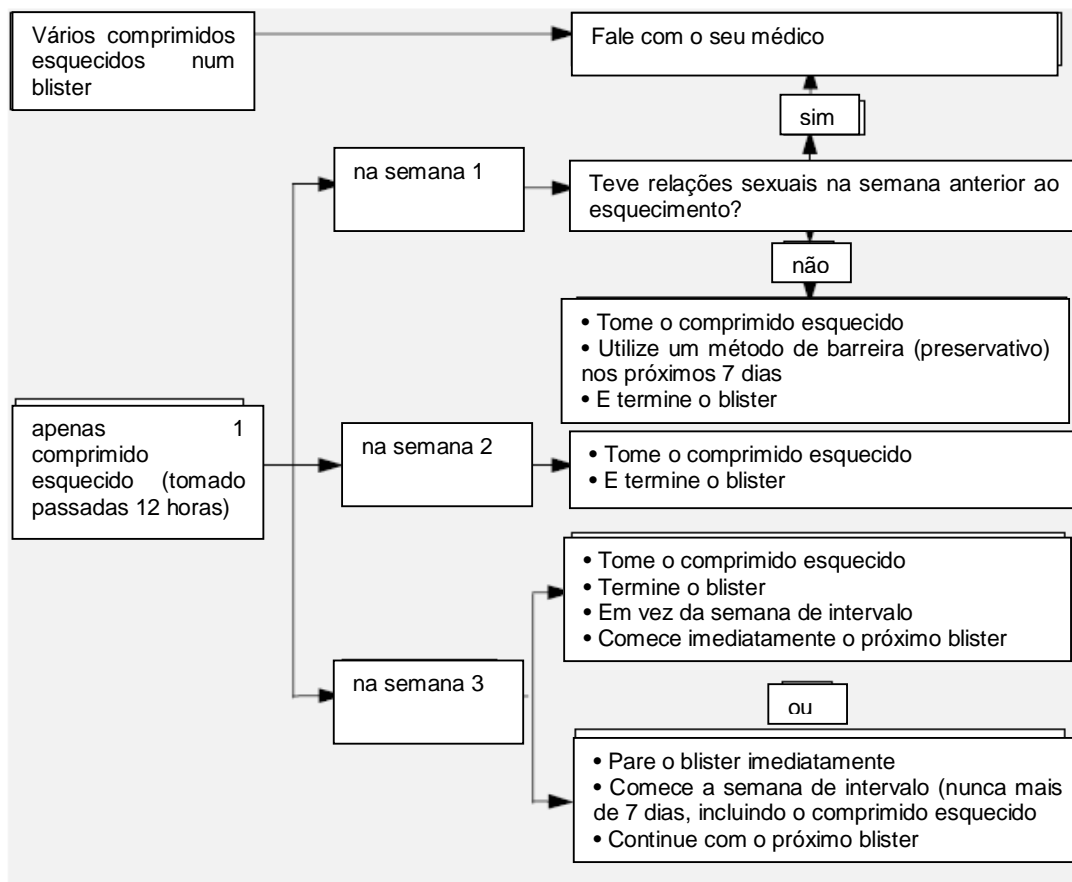 Vários comprimidos
esquecidos num
blister
Fale com o seu médico
sim
na semana 1
Teve relações sexuais na semana anterior ao
esquecimento?
não
• Tome o comprimido esquecido
• Utilize um método de barreira (preservativo)
nos próximos 7 dias
• E termine o blister
apenas 1
comprimido
esquecido (tomado
passadas 12 horas)
na semana 2
• Tome o comprimido esquecido
• E termine o blister
• Tome o comprimido esquecido
• Termine o blister
• Em vez da semana de intervalo
• Comece imediatamente o próximo blister
na semana 3
ou
• Pare o blister imediatamente
• Comece a semana de intervalo (nunca mais
de 7 dias, incluindo o comprimido esquecido
• Continue com o próximo blister